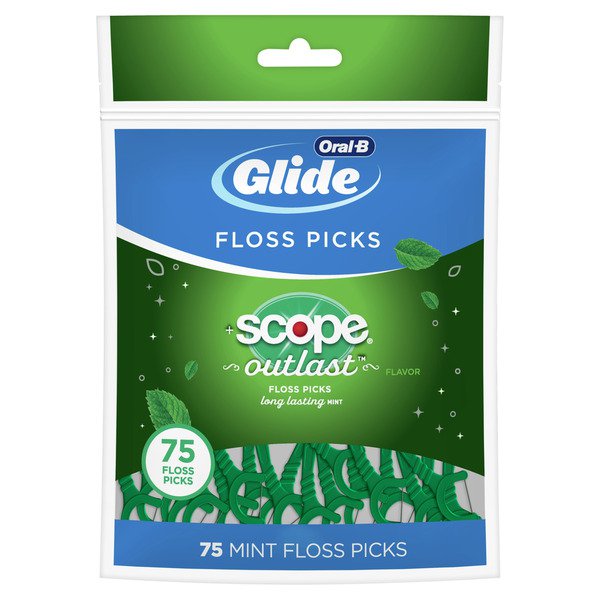 Oral-B
Glide
FLOSS PICKS
+scope®
outlast™
FLAVOR
FLOSS PICKS
long lasting MINT
75
FLOSS
PICKS
75 MINT FLOSS PICKS